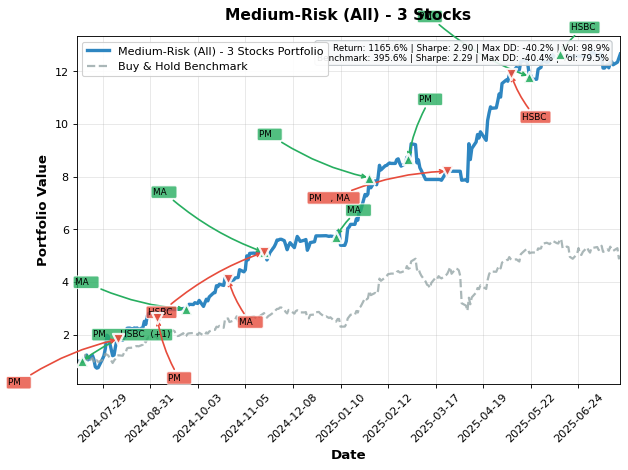 Medium-Risk (All) - 3 Stocks
PM
HSBC
Medium-Risk (All) - 3 Stocks Portfolio
Buy & Hold Benchmark
Return: 1165.6% | Sharpe: 2.90 | Max DD: -40.2% | Vol: 98.9%
Benchmark: 395.6% | Sharpe: 2.29 | Max DD: -40.4% | Vol: 79.5%
PM
HSBC
PM
MA
PM , MA
MA
MA
HSBC
MA
PM , HSBC (+1)
PM
PM
Portfolio Value
12
10
8
6
4
2
2024-07-29
2024-08-31
2024-10-03
2024-11-05
2024-12-08
2025-01-10
2025-02-12
2025-03-17
2025-04-19
2025-05-22
2025-06-24
Date